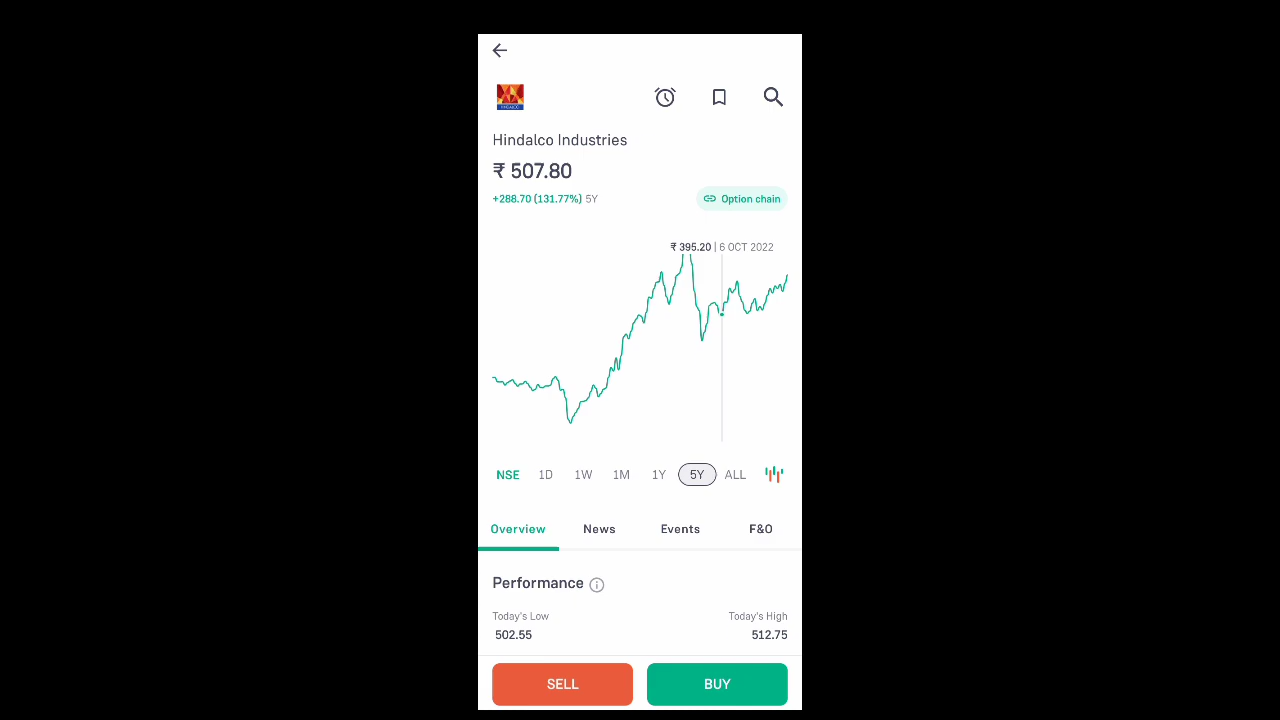 HINDALCO
Hindalco Industries
₹ 507.80
+288.70 (131.77%) 5Y
Option chain
₹ 395.20 | 6 OCT 2022
NSE 1D 1W 1M 1Y 5Y ALL
Overview News Events F&O
Performance
Today's Low Today's High
502.55 512.75
SELL BUY